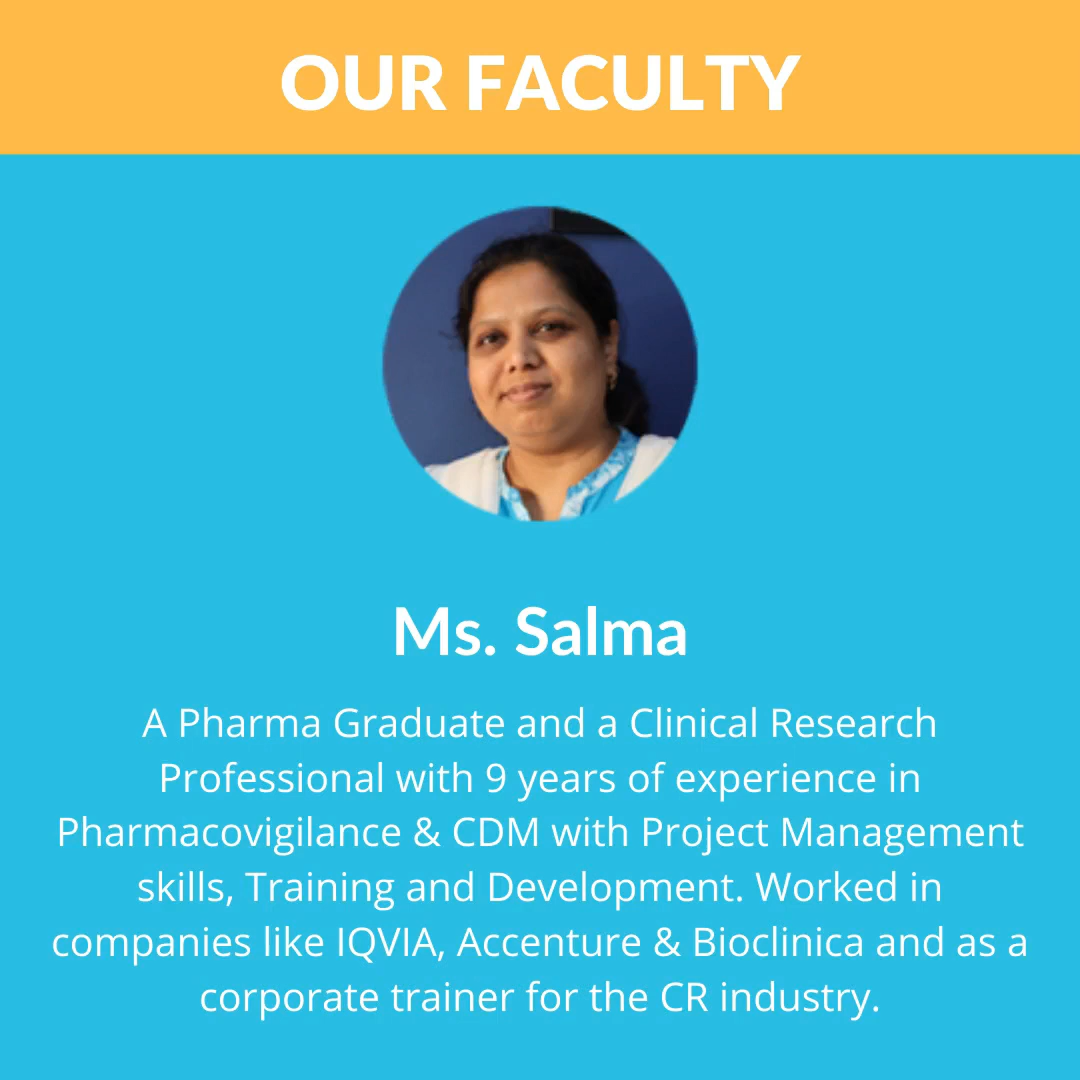 OUR FACULTY
Ms. Salma
A Pharma Graduate and a Clinical Research
Professional with 9 years of experience in
Pharmacovigilance & CDM with Project Management
skills, Training and Development. Worked in
companies like IQVIA, Accenture & Bioclinica and as a
corporate trainer for the CR industry.